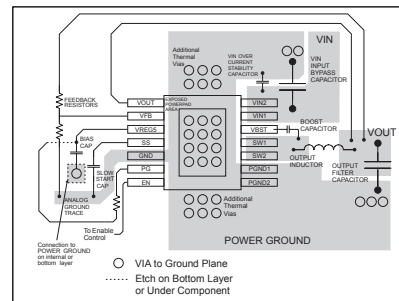 Additional
Thermal
Vias
VIN OVER
CURRENT
STABILITY
CAPACITOR
VIN
VIN
INPUT
BYPASS
CAPACITOR
FEEDBACK
RESISTORS
VOUT
VFB
VREG5
SS
GND
PG
EN
EXPOSED
POWERPAD
AREA
VIN2
VIN1
VBST
SW1
SW2
PGND1
PGND2
BOOST
CAPACITOR
VOUT
OUTPUT
INDUCTOR
OUTPUT
FILTER
CAPACITOR
BIAS
CAP
SLOW
START
CAP
ANALOG
GROUND
TRACE
Connection to
POWER GROUND
on internal or
bottom layer
To Enable
Control
Additional
Thermal
Vias
POWER GROUND
VIA to Ground Plane
Etch on Bottom Layer
or Under Component